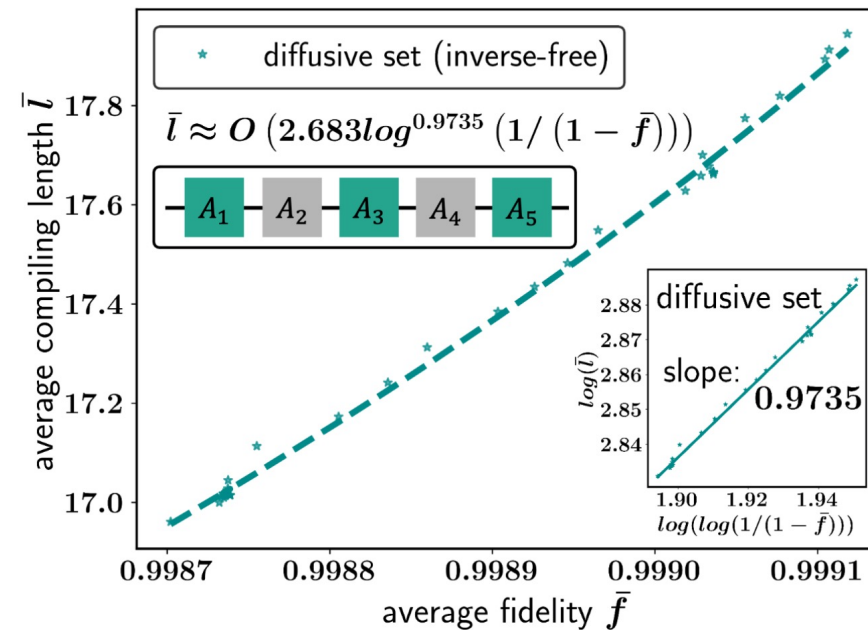 diffusive set (inverse-free)
l̄ ≈ O (2.683log^0.9735 (1/ (1 − f̄)))
A₁ A₂ A₃ A₄ A₅
average compiling length l̄
17.8
17.6
17.4
17.2
17.0
0.9987 0.9988 0.9989 0.9990 0.9991
average fidelity f̄
diffusive set
slope:
0.9735
log(l̄)
2.88
2.87
2.86
2.85
2.84
1.90 1.92 1.94
log(log(1/(1 − f̄)))